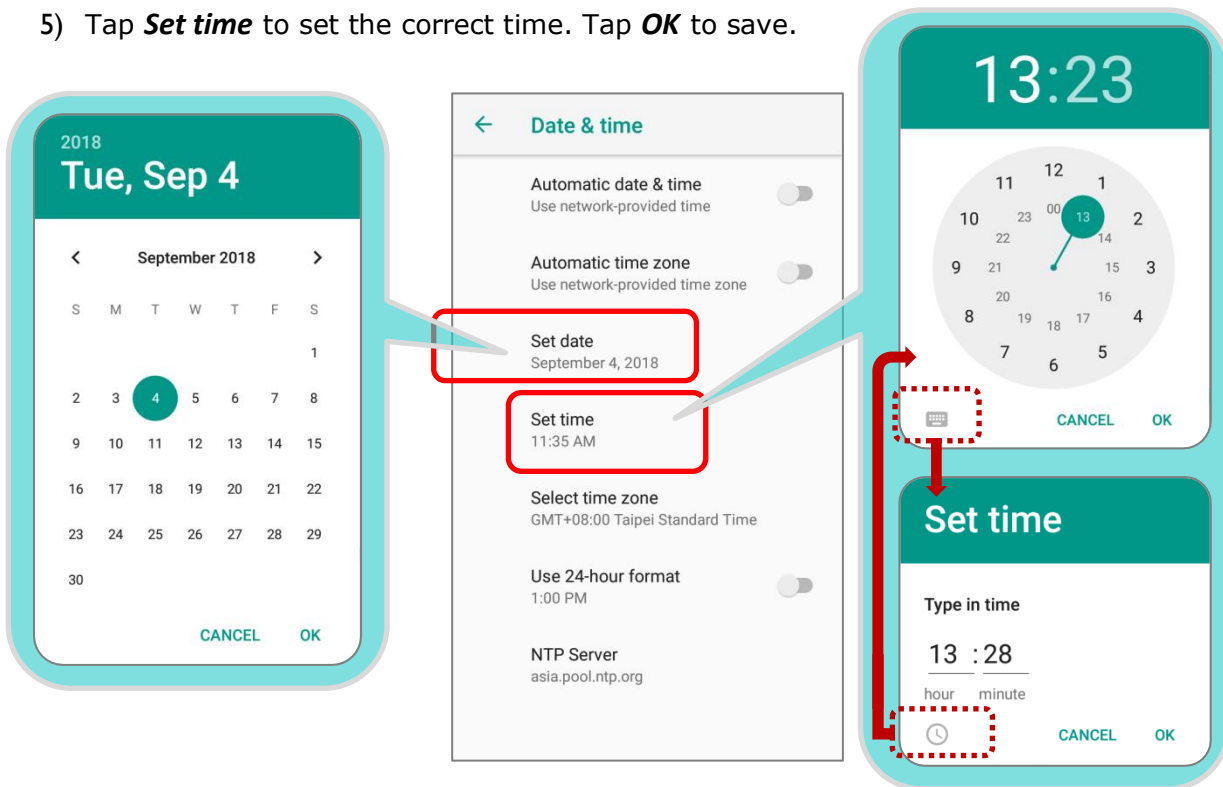 5) Tap Set time to set the correct time. Tap OK to save.
2018
Tue, Sep 4
September 2018
S M T W T F S
1
2 3 4 5 6 7 8
9 10 11 12 13 14 15
16 17 18 19 20 21 22
23 24 25 26 27 28 29
30
CANCEL OK
Date & time
Automatic date & time
Use network-provided time
Automatic time zone
Use network-provided time zone
Set date
September 4, 2018
Set time
11:35 AM
Select time zone
GMT+08:00 Taipei Standard Time
Use 24-hour format
1:00 PM
NTP Server
asia.pool.ntp.org
13:23
12
11 1
00
10 23 13 2
22 14
9 21 15 3
20 16
8 19 18 17 4
7 5
6
CANCEL OK
Set time
Type in time
13 : 28
hour minute
CANCEL OK